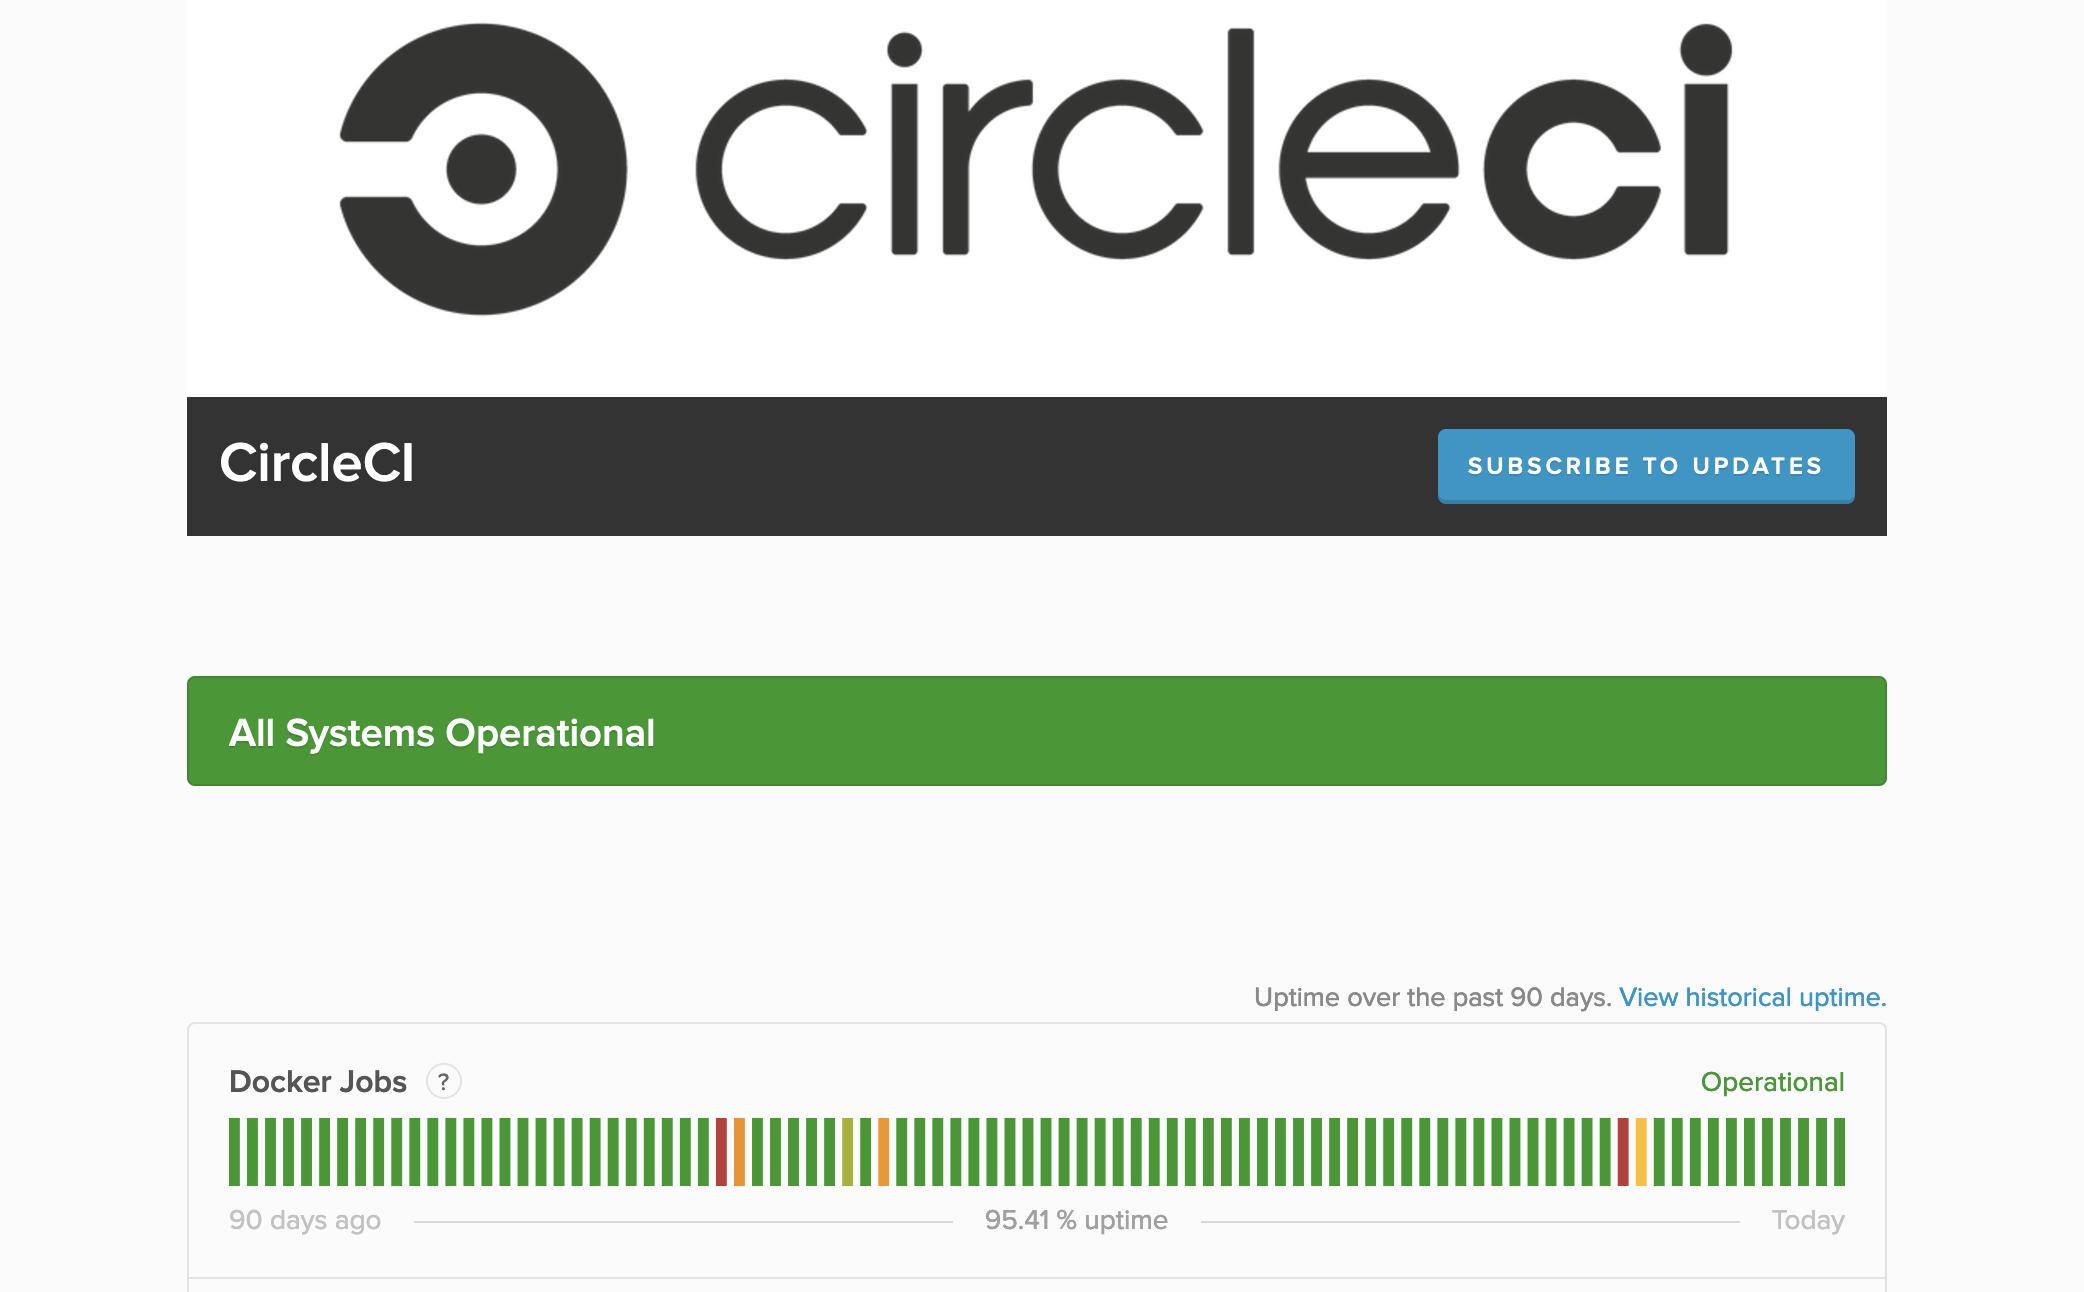 circleci
CircleCI
SUBSCRIBE TO UPDATES
All Systems Operational
Uptime over the past 90 days. View historical uptime.
Docker Jobs ?
Operational
90 days ago
95.41 % uptime
Today